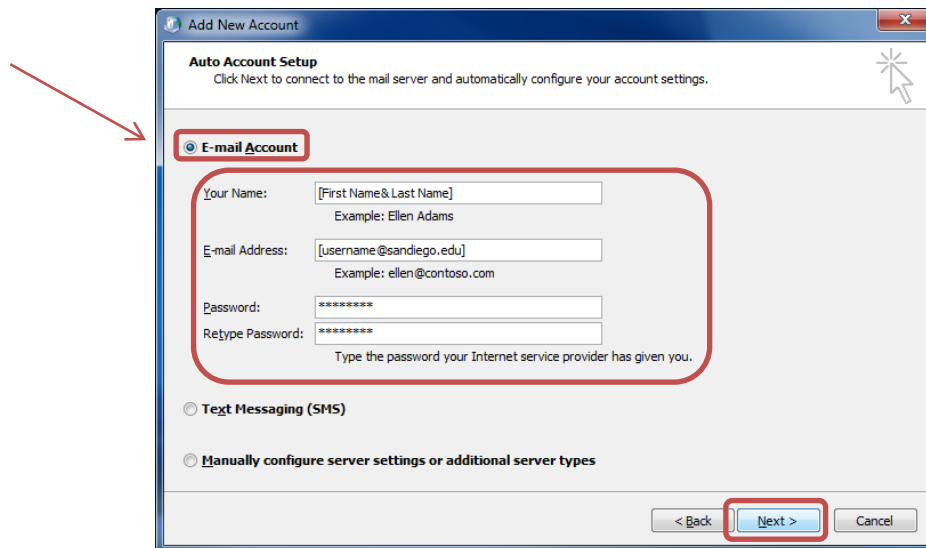 Add New Account
Auto Account Setup
Click Next to connect to the mail server and automatically configure your account settings.
E-mail Account
Your Name: [First Name& Last Name]
Example: Ellen Adams
E-mail Address: [username@sandiego.edu]
Example: ellen@contoso.com
Password: ********
Retype Password: ********
Type the password your Internet service provider has given you.
Text Messaging (SMS)
Manually configure server settings or additional server types
< Back Next > Cancel